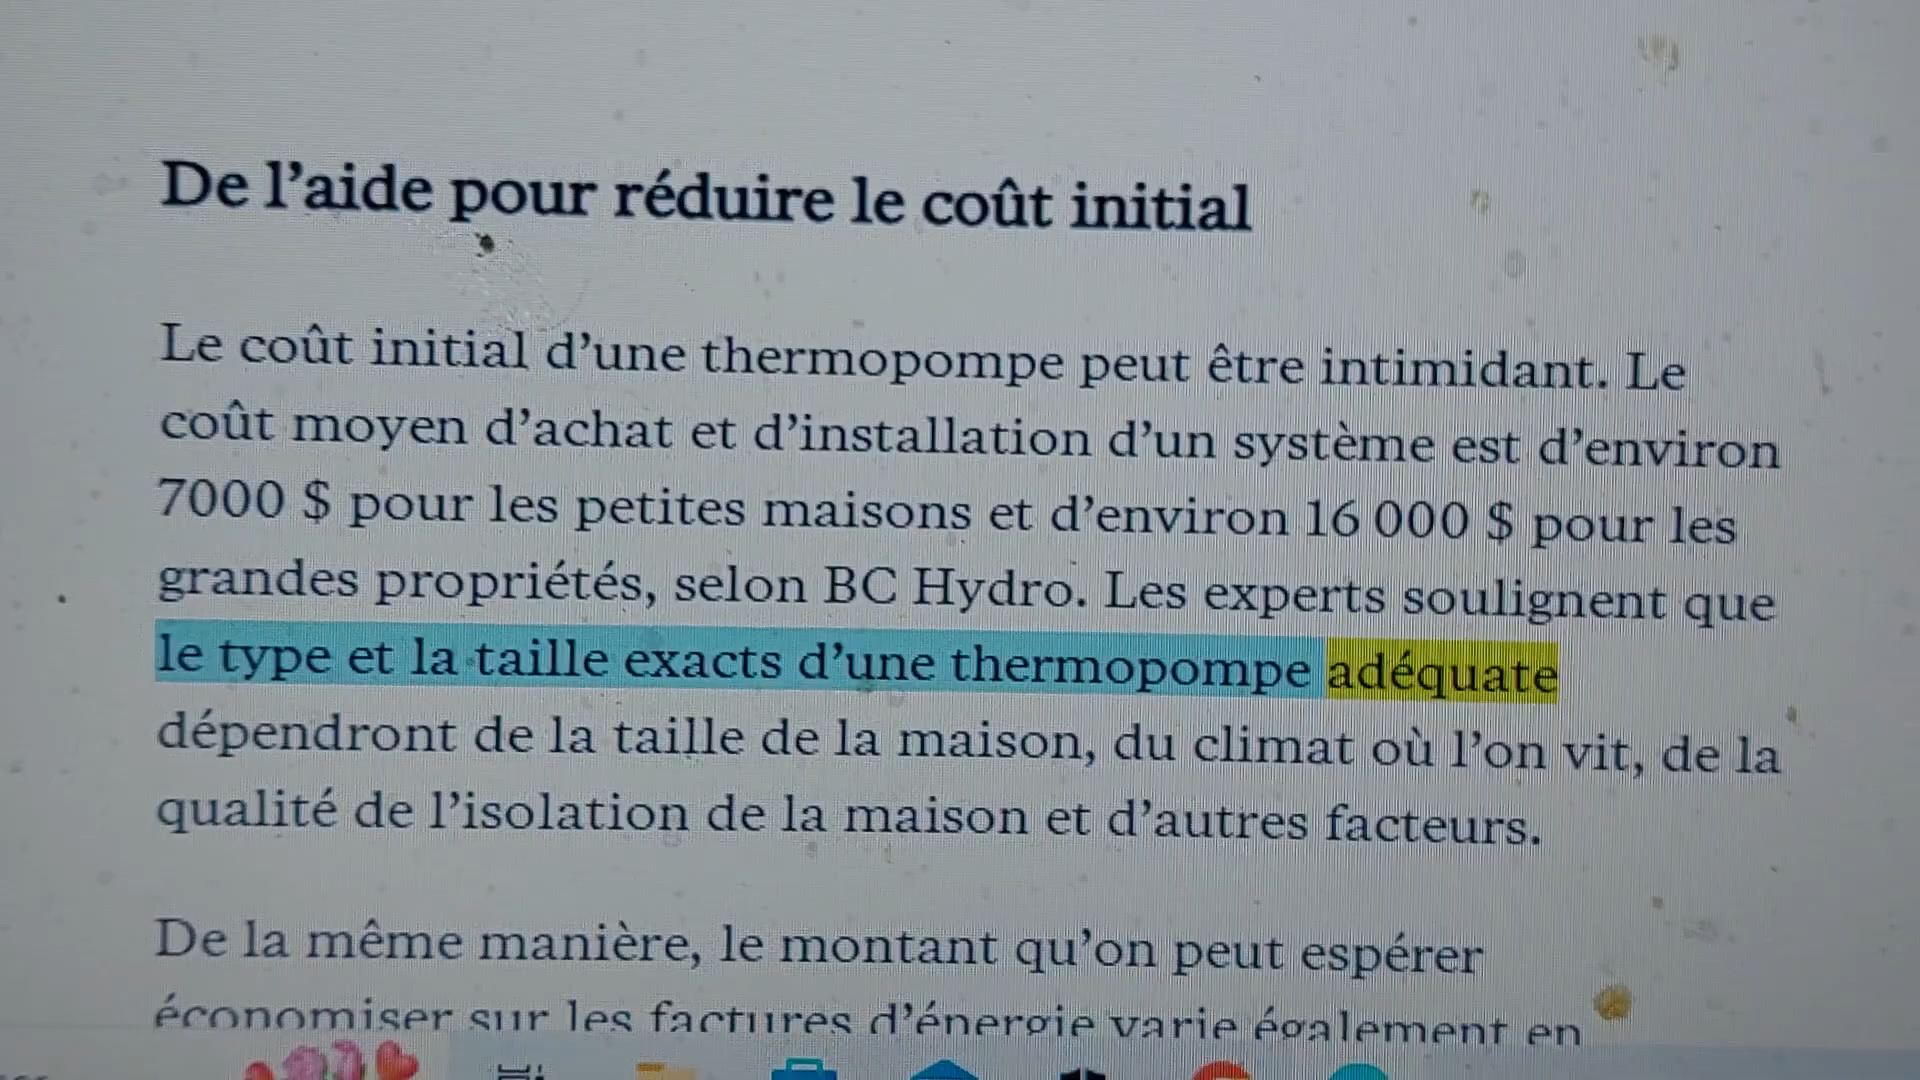 De l’aide pour réduire le coût initial
Le coût initial d’une thermopompe peut être intimidant. Le
coût moyen d’achat et d’installation d’un système est d’environ
7000 $ pour les petites maisons et d’environ 16 000 $ pour les
grandes propriétés, selon BC Hydro. Les experts soulignent que
le type et la taille exacts d’une thermopompe adéquate
dépendront de la taille de la maison, du climat où l’on vit, de la
qualité de l’isolation de la maison et d’autres facteurs.
De la même manière, le montant qu’on peut espérer
économiser sur les factures d’énergie varie également en